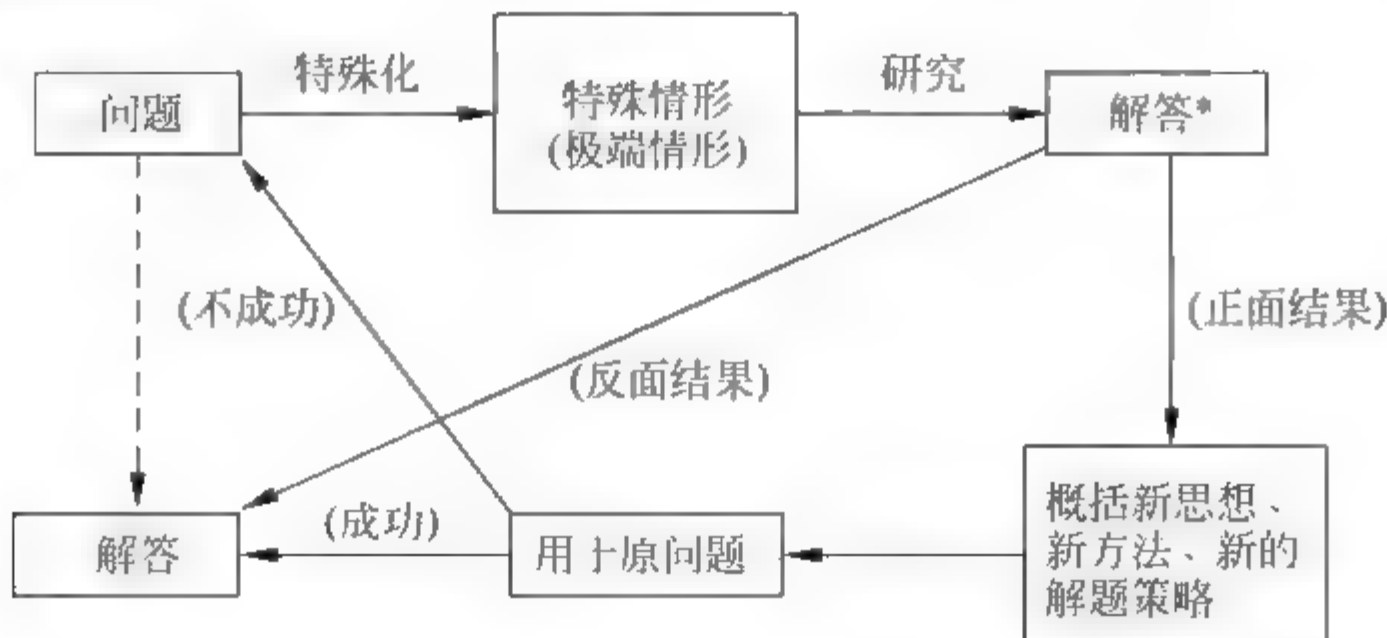 特殊化
研究
问题
特殊情形
(极端情形)
解答*
(不成功)
(正面结果)
(反面结果)
(成功)
解答
用于原问题
概括新思想、
新方法、新的
解题策略